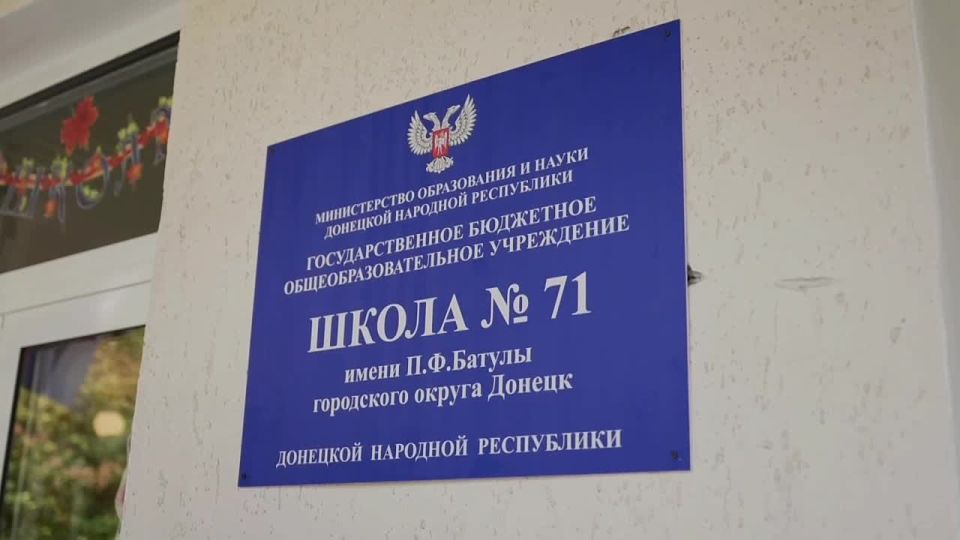 МИНИСТЕРСТВО ОБРАЗОВАНИЯ И НАУКИ
ДОНЕЦКОЙ НАРОДНОЙ РЕСПУБЛИКИ
ГОСУДАРСТВЕННОЕ БЮДЖЕТНОЕ
ОБЩЕОБРАЗОВАТЕЛЬНОЕ УЧРЕЖДЕНИЕ
ШКОЛА № 71
имени П.Ф.Батулы
городского округа Донецк
ДОНЕЦКОЙ НАРОДНОЙ РЕСПУБЛИКИ